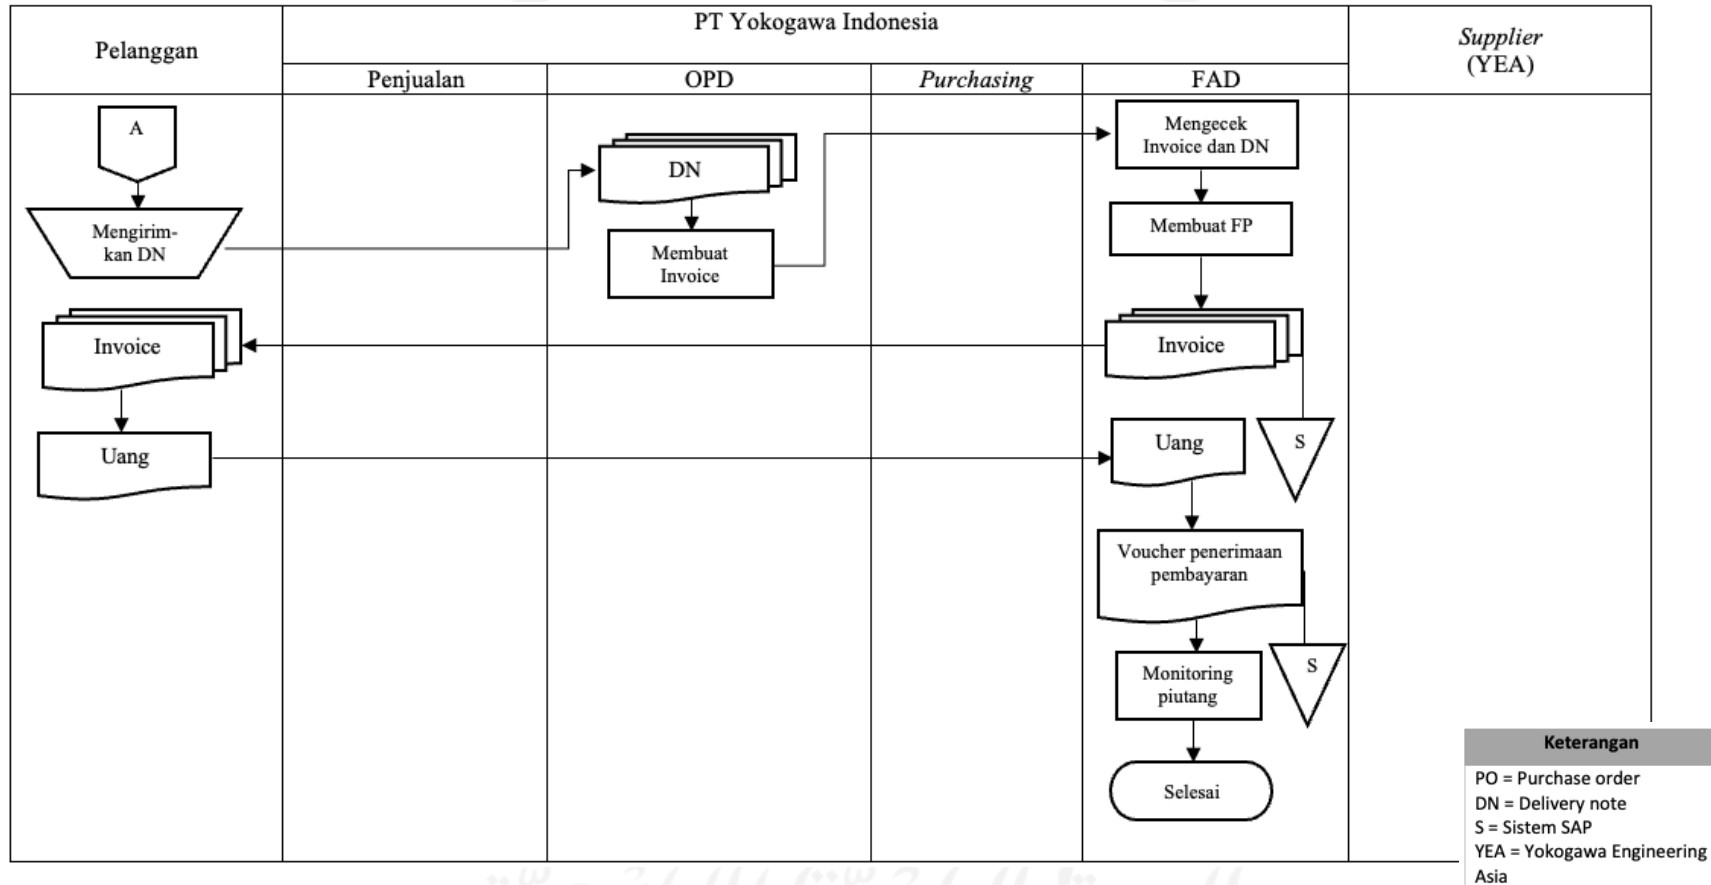 Pelanggan
PT Yokogawa Indonesia
Supplier
(YEA)
Penjualan
OPD
Purchasing
FAD
A
Mengirim-
kan DN
DN
Membuat
Invoice
Mengecek
Invoice dan DN
Membuat FP
Invoice
Invoice
S
Uang
Uang
Voucher penerimaan
pembayaran
S
Monitoring
piutang
Selesai
Keterangan
PO = Purchase order
DN = Delivery note
S = Sistem SAP
YEA = Yokogawa Engineering
Asia